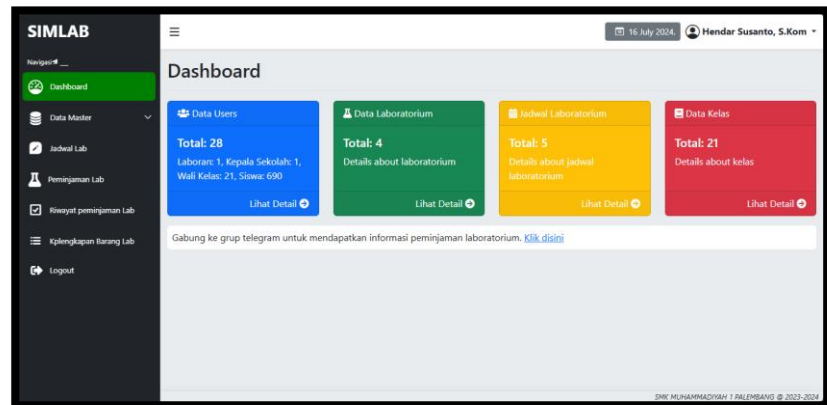 SIMLAB
16 July 2024.
Hendar Susanto, S.Kom
Navigasi
Dashboard
Data Master
Jadwal Lab
Peminjaman Lab
Riwayat peminjaman Lab
Kplengkapan Barang Lab
Logout
Dashboard
Data Users
Total: 28
Laboran: 1, Kepala Sekolah: 1,
Wali Kelas: 21, Siswa: 690
Lihat Detail
Data Laboratorium
Total: 4
Details about laboratorium
Lihat Detail
Jadwal Laboratorium
Total: 5
Details about jadwal
laboratorium
Lihat Detail
Data Kelas
Total: 21
Details about kelas
Lihat Detail
Gabung ke grup telegram untuk mendapatkan informasi peminjaman laboratorium. Klik disini
SMK MUHAMMADIYAH 1 PALEMBANG @ 2023-2024